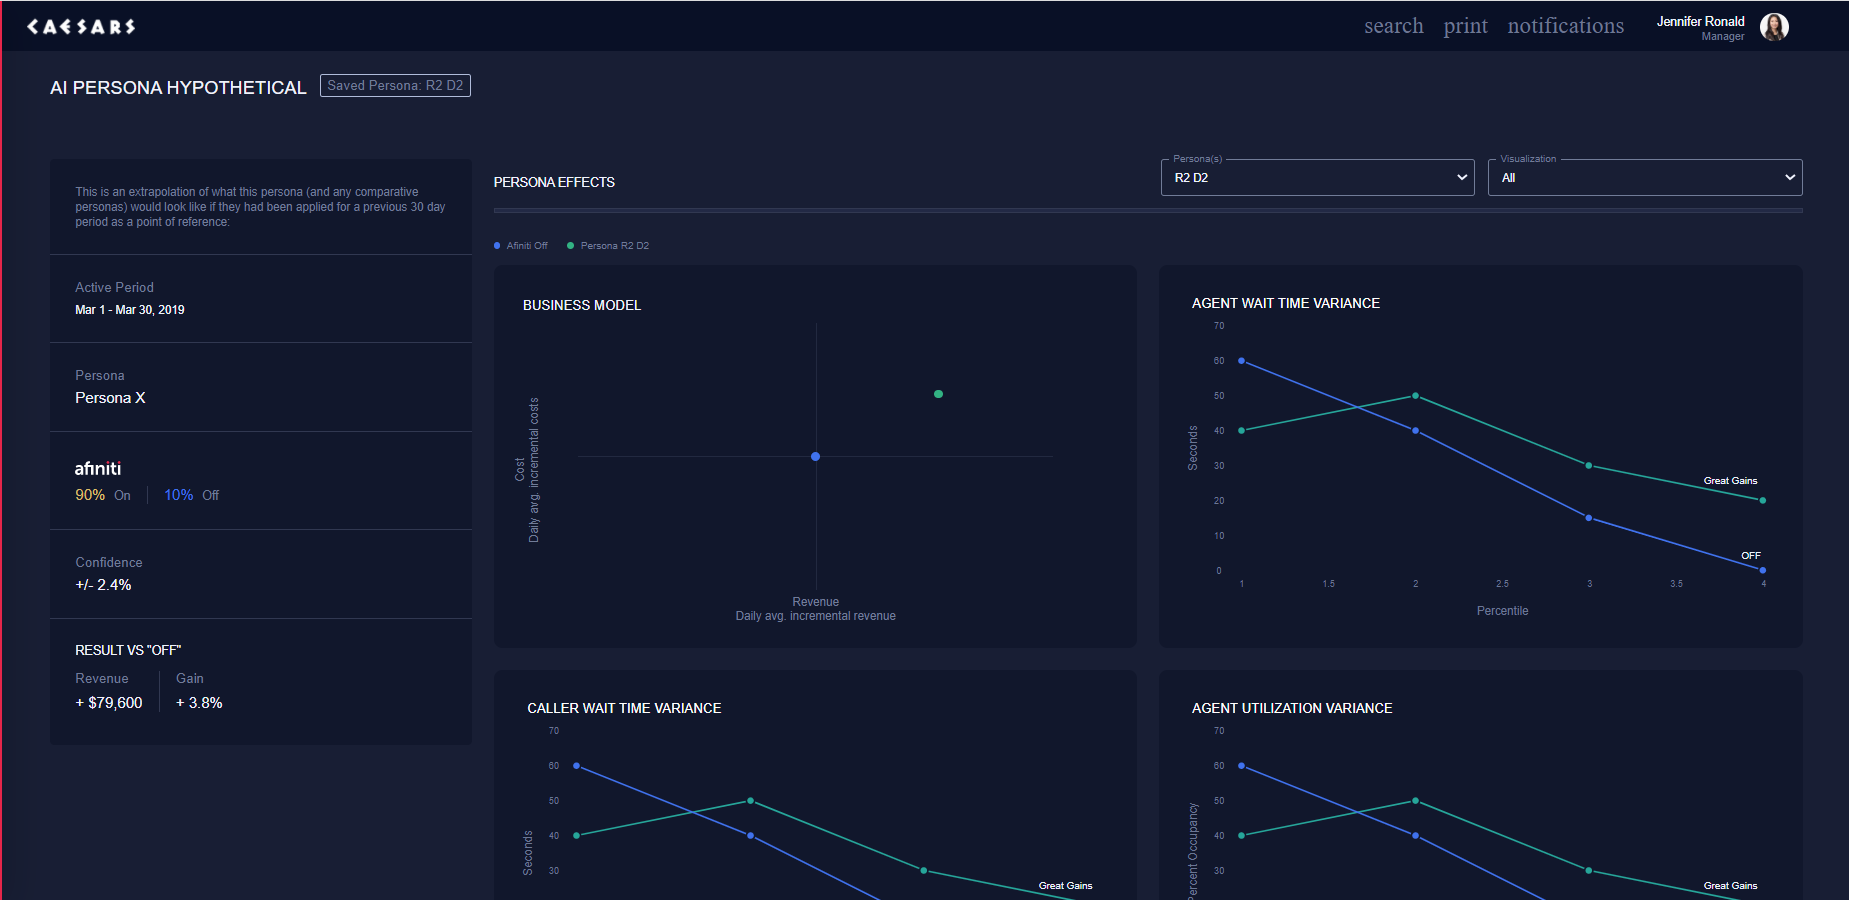 CAESARS
search print notifications
Jennifer Ronald
Manager
AI PERSONA HYPOTHETICAL
Saved Persona: R2 D2
This is an extrapolation of what this persona (and any comparative
personas) would look like if they had been applied for a previous 30 day
period as a point of reference:
Active Period
Mar 1 - Mar 30, 2019
Persona
Persona X
afiniti
90% On 10% Off
Confidence
+/- 2.4%
RESULT VS "OFF"
Revenue Gain
+ $79,600 + 3.8%
PERSONA EFFECTS
Persona(s)
R2 D2
Visualization
All
Afiniti Off Persona R2 D2
BUSINESS MODEL
Cost
Daily avg. incremental costs
Revenue
Daily avg. incremental revenue
AGENT WAIT TIME VARIANCE
70
60
50
40
30
20
10
0
Seconds
Great Gains
OFF
1 1.5 2 2.5 3 3.5 4
Percentile
CALLER WAIT TIME VARIANCE
70
60
50
40
30
Seconds
Great Gains
AGENT UTILIZATION VARIANCE
70
60
50
40
30
Percent Occupancy
Great Gains